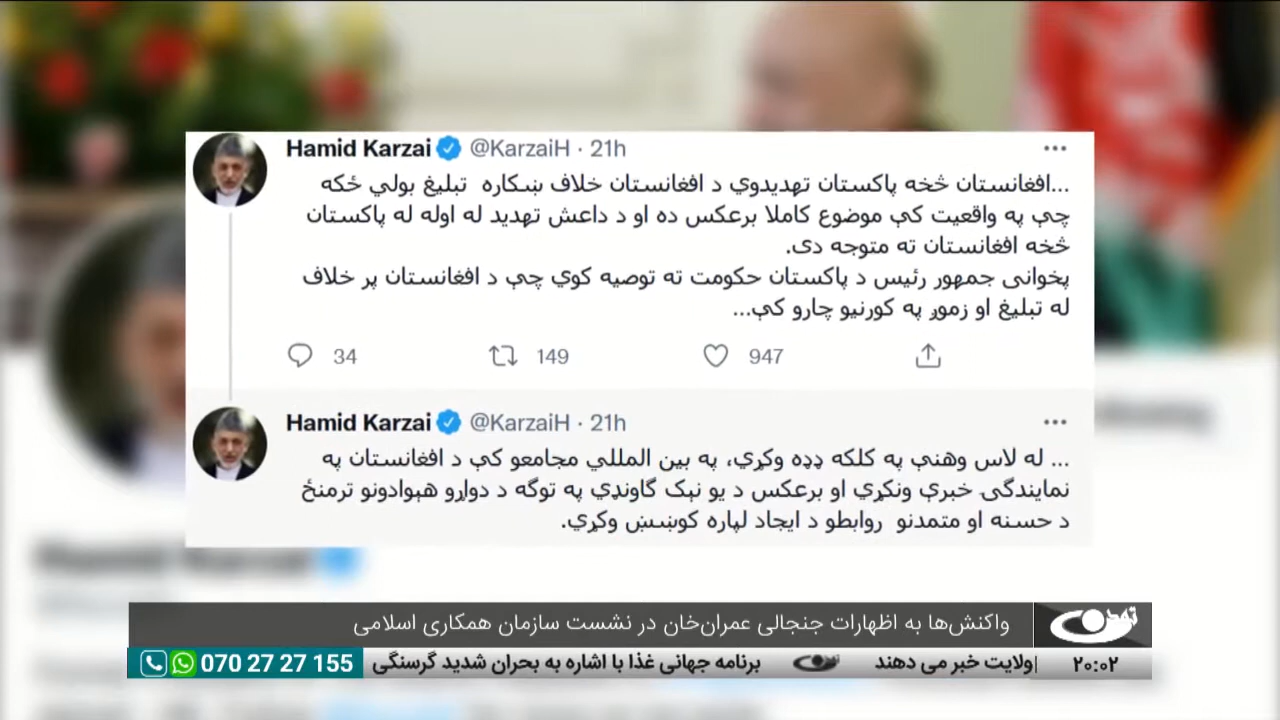 Hamid Karzai @KarzaiH · 21h
...افغانستان څخه پاکستان تهدیدوي د افغانستان خلاف ښکاره تبلیغ بولي ځکه
چې په واقعیت کې موضوع کاملا برعکس ده او د داعش تهدید له اوله له پاکستان
څخه افغانستان ته متوجه دی.
پخوانی جمهور رئیس د پاکستان حکومت ته توصیه کوي چې د افغانستان پر خلاف
له تبلیغ او زموږ په کورنیو چارو کې...
34 149 947
Hamid Karzai @KarzaiH · 21h
... له لاس وهنې په کلکه ډډه وکړي، په بین المللي مجامعو کې د افغانستان په
نمایندګی خبرې ونکړي او برعکس د یو نېک ګاونډي په توګه د دواړو هېوادونو ترمنځ
د حسنه او متمدنو روابطو د ایجاد لپاره کوښښ وکړي.
واکنش‌ها به اظهارات جنجالی عمران‌خان در نشست سازمان همکاری اسلامی
۲۰:۰۲ ولایت خبر می دهند برنامه جهانی غذا با اشاره به بحران شدید گرسنگی 070 27 27 155